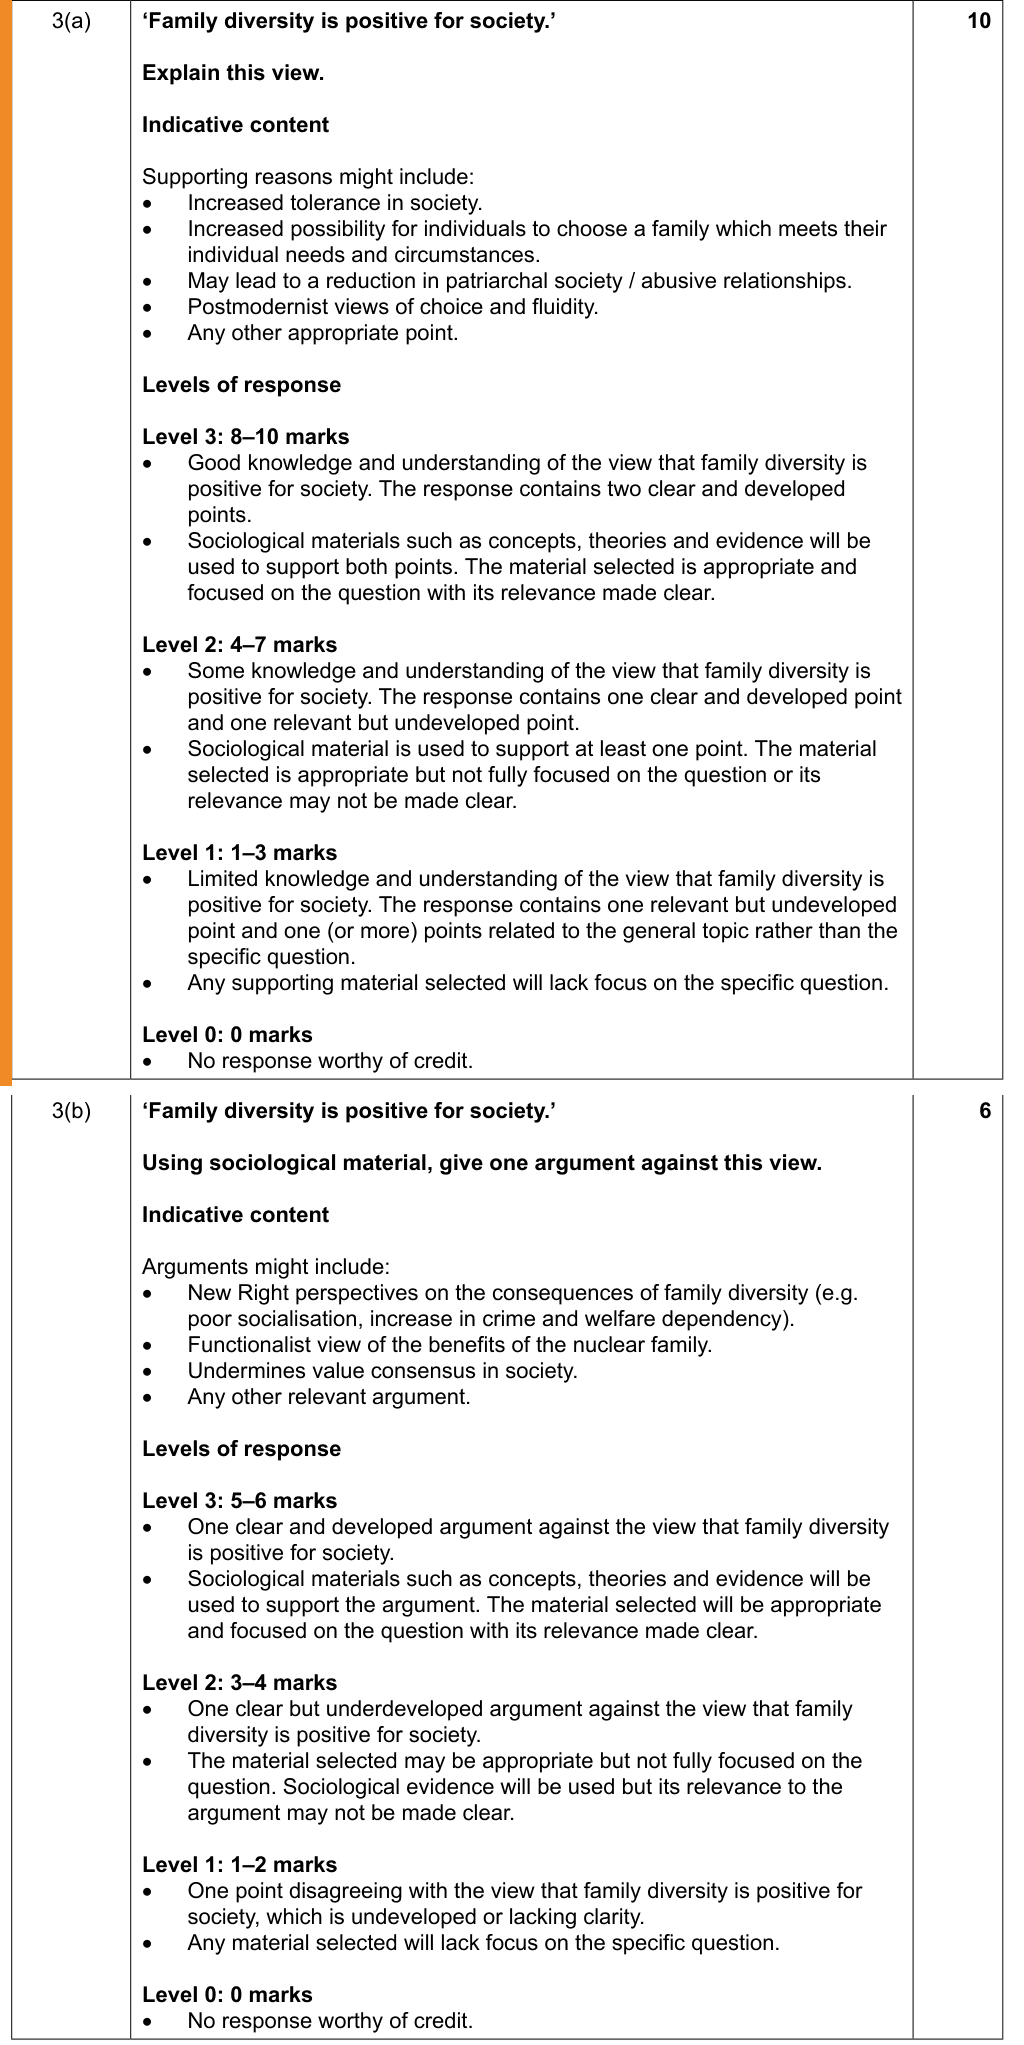 3(a) ‘Family diversity is positive for society.’ 10
Explain this view.
Indicative content
Supporting reasons might include:
• Increased tolerance in society.
• Increased possibility for individuals to choose a family which meets their
individual needs and circumstances.
• May lead to a reduction in patriarchal society / abusive relationships.
• Postmodernist views of choice and fluidity.
• Any other appropriate point.
Levels of response
Level 3: 8–10 marks
• Good knowledge and understanding of the view that family diversity is
positive for society. The response contains two clear and developed
points.
• Sociological materials such as concepts, theories and evidence will be
used to support both points. The material selected is appropriate and
focused on the question with its relevance made clear.
Level 2: 4–7 marks
• Some knowledge and understanding of the view that family diversity is
positive for society. The response contains one clear and developed point
and one relevant but undeveloped point.
• Sociological material is used to support at least one point. The material
selected is appropriate but not fully focused on the question or its
relevance may not be made clear.
Level 1: 1–3 marks
• Limited knowledge and understanding of the view that family diversity is
positive for society. The response contains one relevant but undeveloped
point and one (or more) points related to the general topic rather than the
specific question.
• Any supporting material selected will lack focus on the specific question.
Level 0: 0 marks
• No response worthy of credit.
3(b) ‘Family diversity is positive for society.’ 6
Using sociological material, give one argument against this view.
Indicative content
Arguments might include:
• New Right perspectives on the consequences of family diversity (e.g.
poor socialisation, increase in crime and welfare dependency).
• Functionalist view of the benefits of the nuclear family.
• Undermines value consensus in society.
• Any other relevant argument.
Levels of response
Level 3: 5–6 marks
• One clear and developed argument against the view that family diversity
is positive for society.
• Sociological materials such as concepts, theories and evidence will be
used to support the argument. The material selected will be appropriate
and focused on the question with its relevance made clear.
Level 2: 3–4 marks
• One clear but underdeveloped argument against the view that family
diversity is positive for society.
• The material selected may be appropriate but not fully focused on the
question. Sociological evidence will be used but its relevance to the
argument may not be made clear.
Level 1: 1–2 marks
• One point disagreeing with the view that family diversity is positive for
society, which is undeveloped or lacking clarity.
• Any material selected will lack focus on the specific question.
Level 0: 0 marks
• No response worthy of credit.